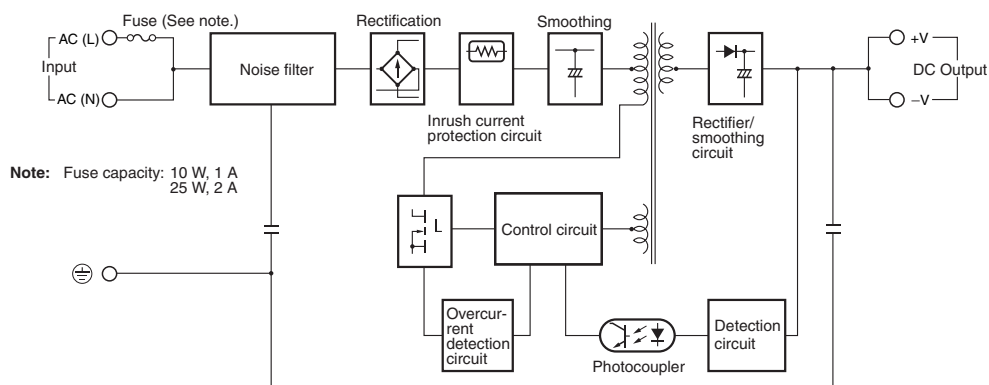 Fuse (See note.)
Rectification
Smoothing
AC (L)
Input
AC (N)
Noise filter
Inrush current
protection circuit
Rectifier/
smoothing
circuit
+V
DC Output
−V
Note: Fuse capacity: 10 W, 1 A
25 W, 2 A
Control circuit
Overcur-
rent
detection
circuit
Photocoupler
Detection
circuit